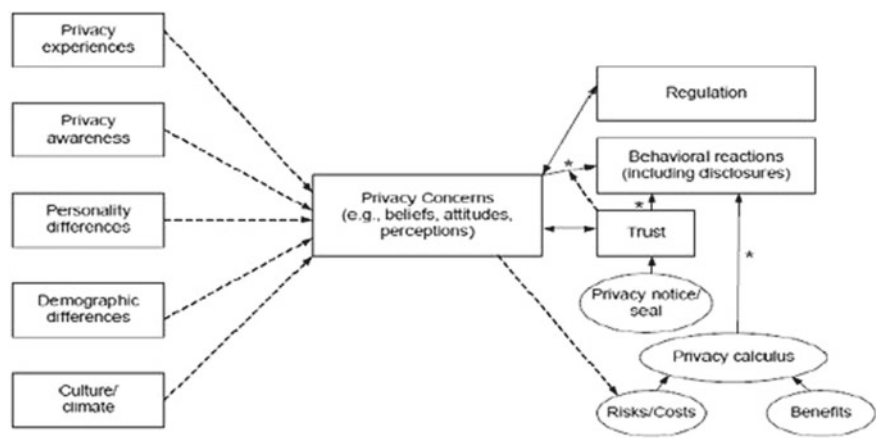 Privacy
experiences
Privacy
awareness
Personality
differences
Demographic
differences
Culture/
climate
Privacy Concerns
(e.g., beliefs, attitudes,
perceptions)
Regulation
*
Behavioral reactions
(including disclosures)
*
Trust
Privacy notice/
seal
*
Privacy calculus
Risks/Costs
Benefits